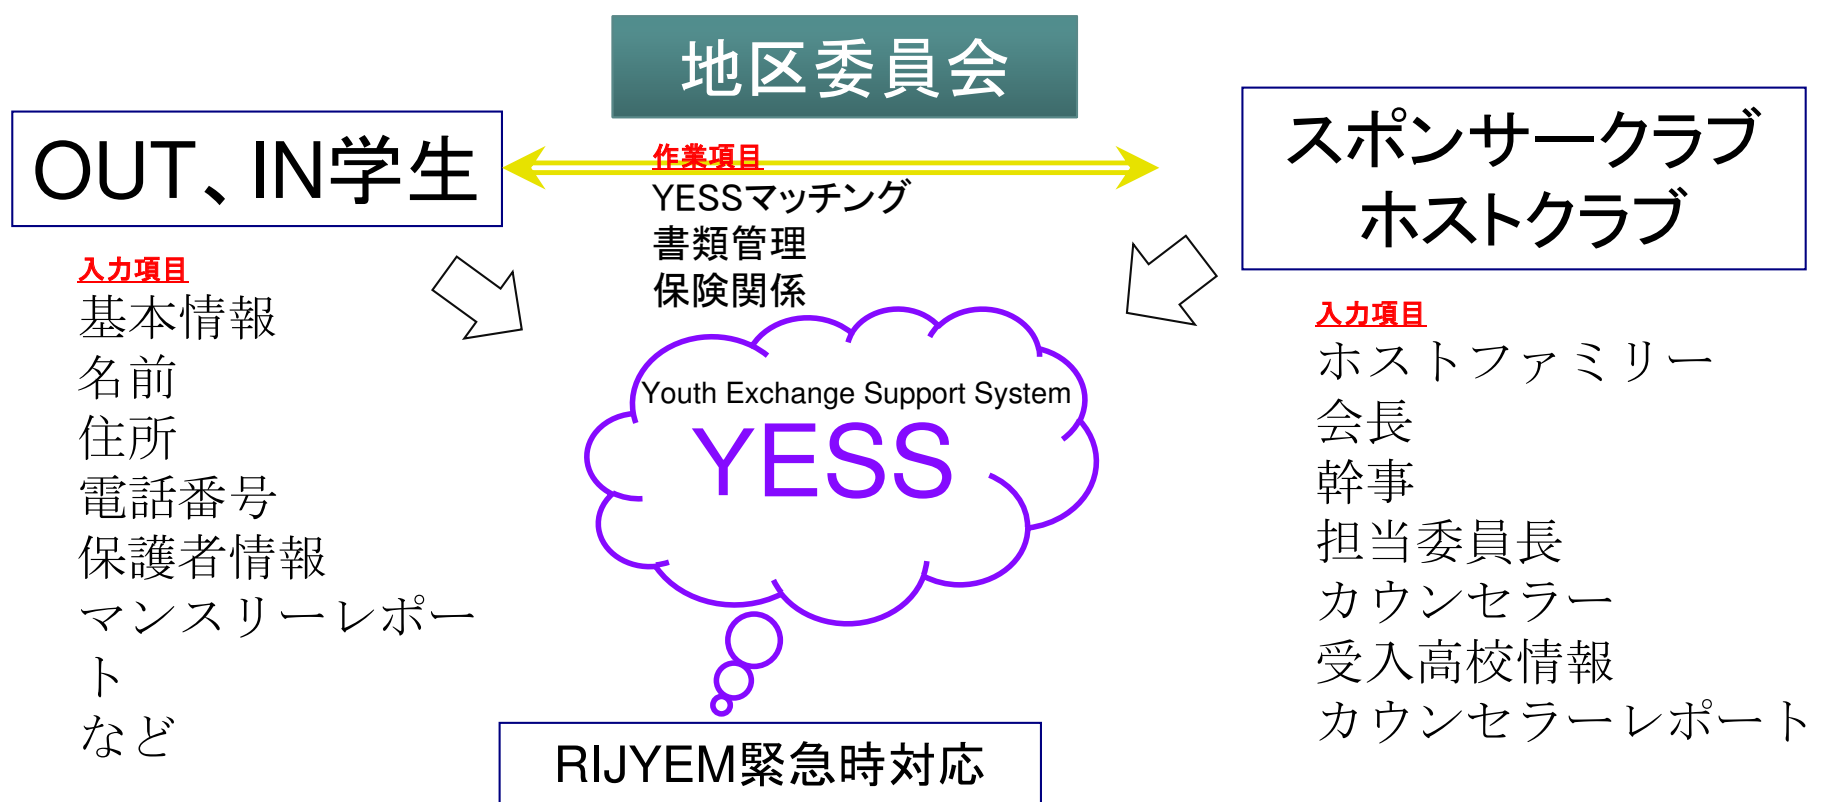 地区委員会
OUT、IN学生
スポンサークラブ
ホストクラブ
作業項目
YESSマッチング
書類管理
保険関係
入力項目
基本情報
名前
住所
電話番号
保護者情報
マンスリーレポー
ト
など
Youth Exchange Support System
YESS
入力項目
ホストファミリー
会長
幹事
担当委員長
カウンセラー
受入高校情報
カウンセラーレポート
RIJYEM緊急時対応